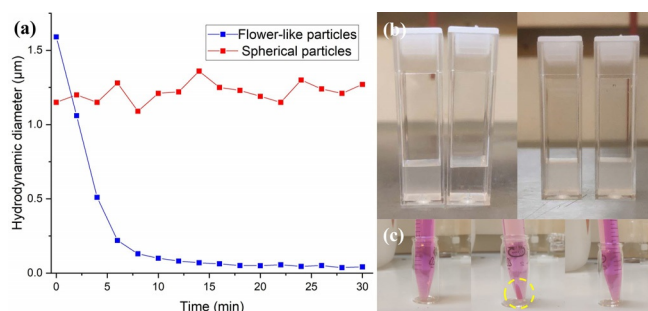 (a)
Flower-like particles
Spherical particles
Hydrodynamic diameter (µm)
1.5
1.0
0.5
0.0
0 5 10 15 20 25 30
Time (min)
(b)
(c)